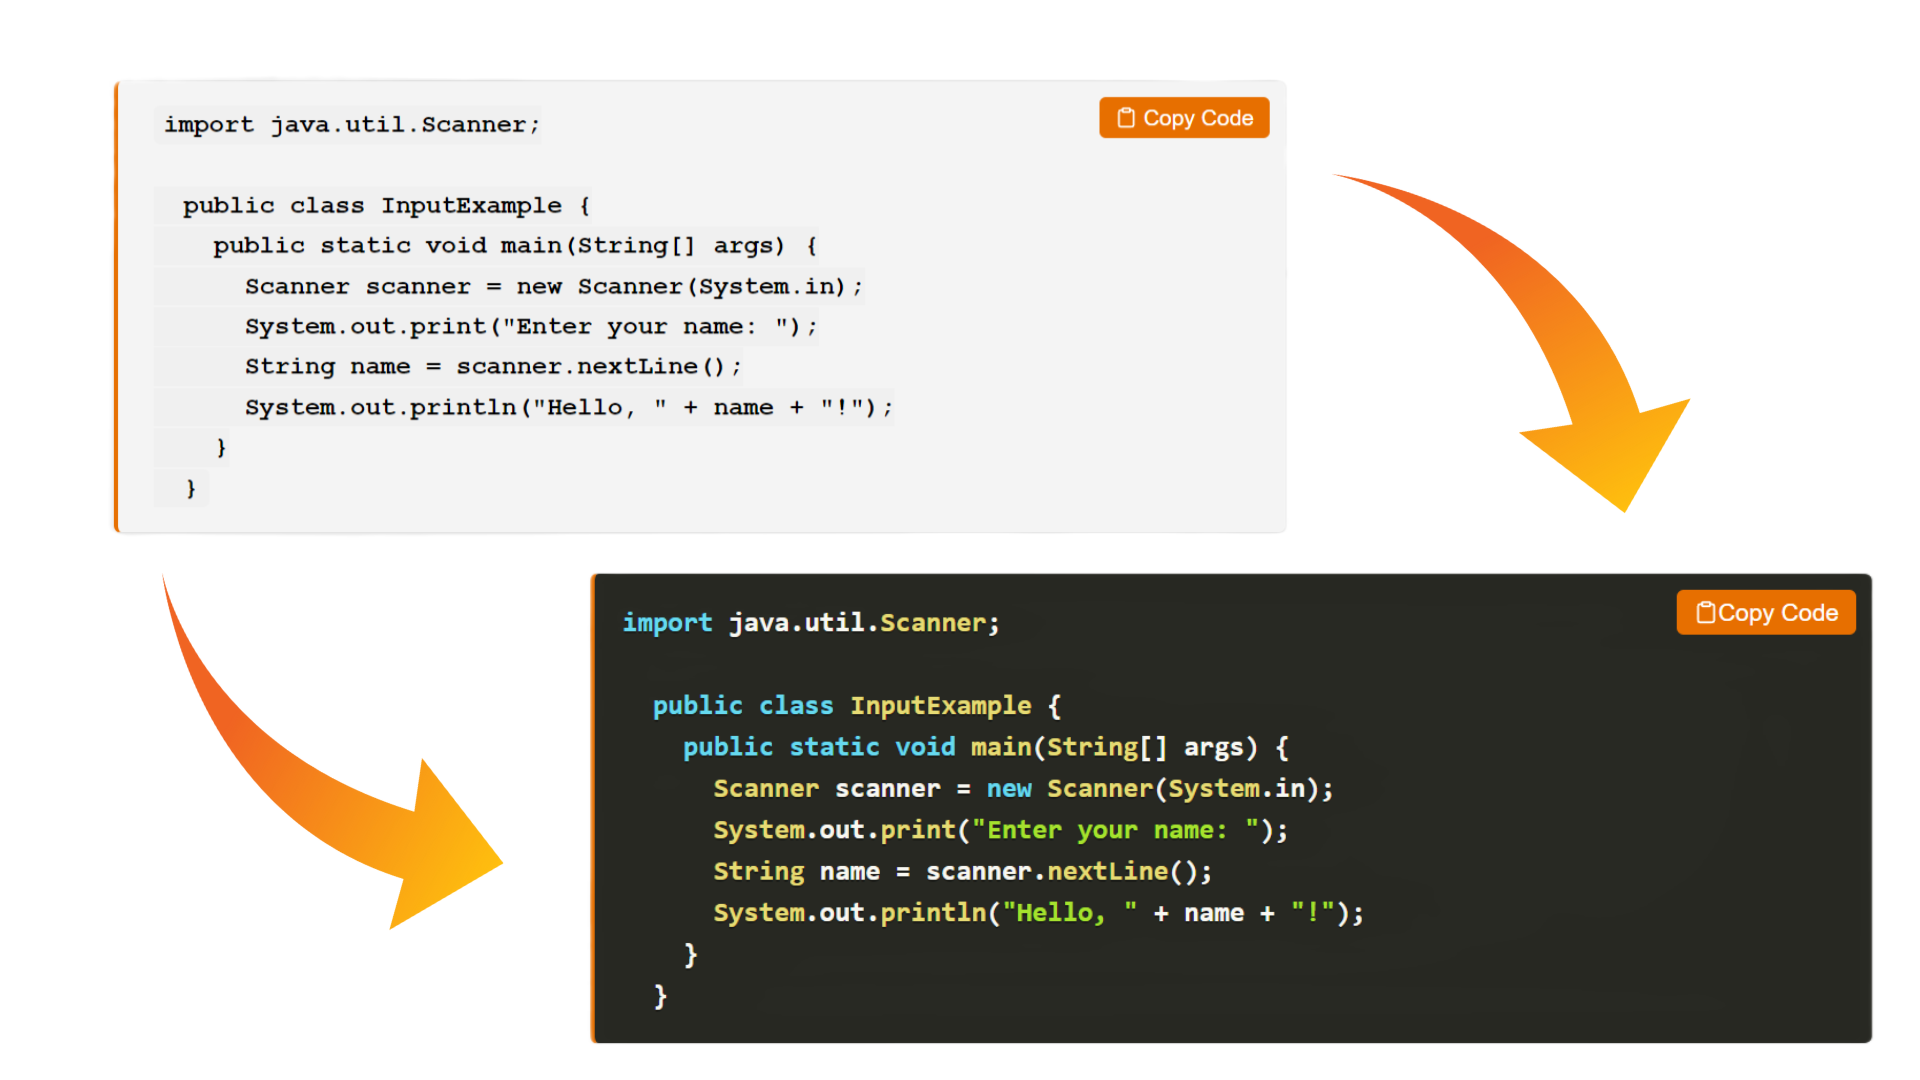 import java.util.Scanner;
Copy Code
public class InputExample {
public static void main(String[] args) {
Scanner scanner = new Scanner(System.in);
System.out.print("Enter your name: ");
String name = scanner.nextLine();
System.out.println("Hello, " + name + "!");
}
}
import java.util.Scanner;
Copy Code
public class InputExample {
public static void main(String[] args) {
Scanner scanner = new Scanner(System.in);
System.out.print("Enter your name: ");
String name = scanner.nextLine();
System.out.println("Hello, " + name + "!");
}
}